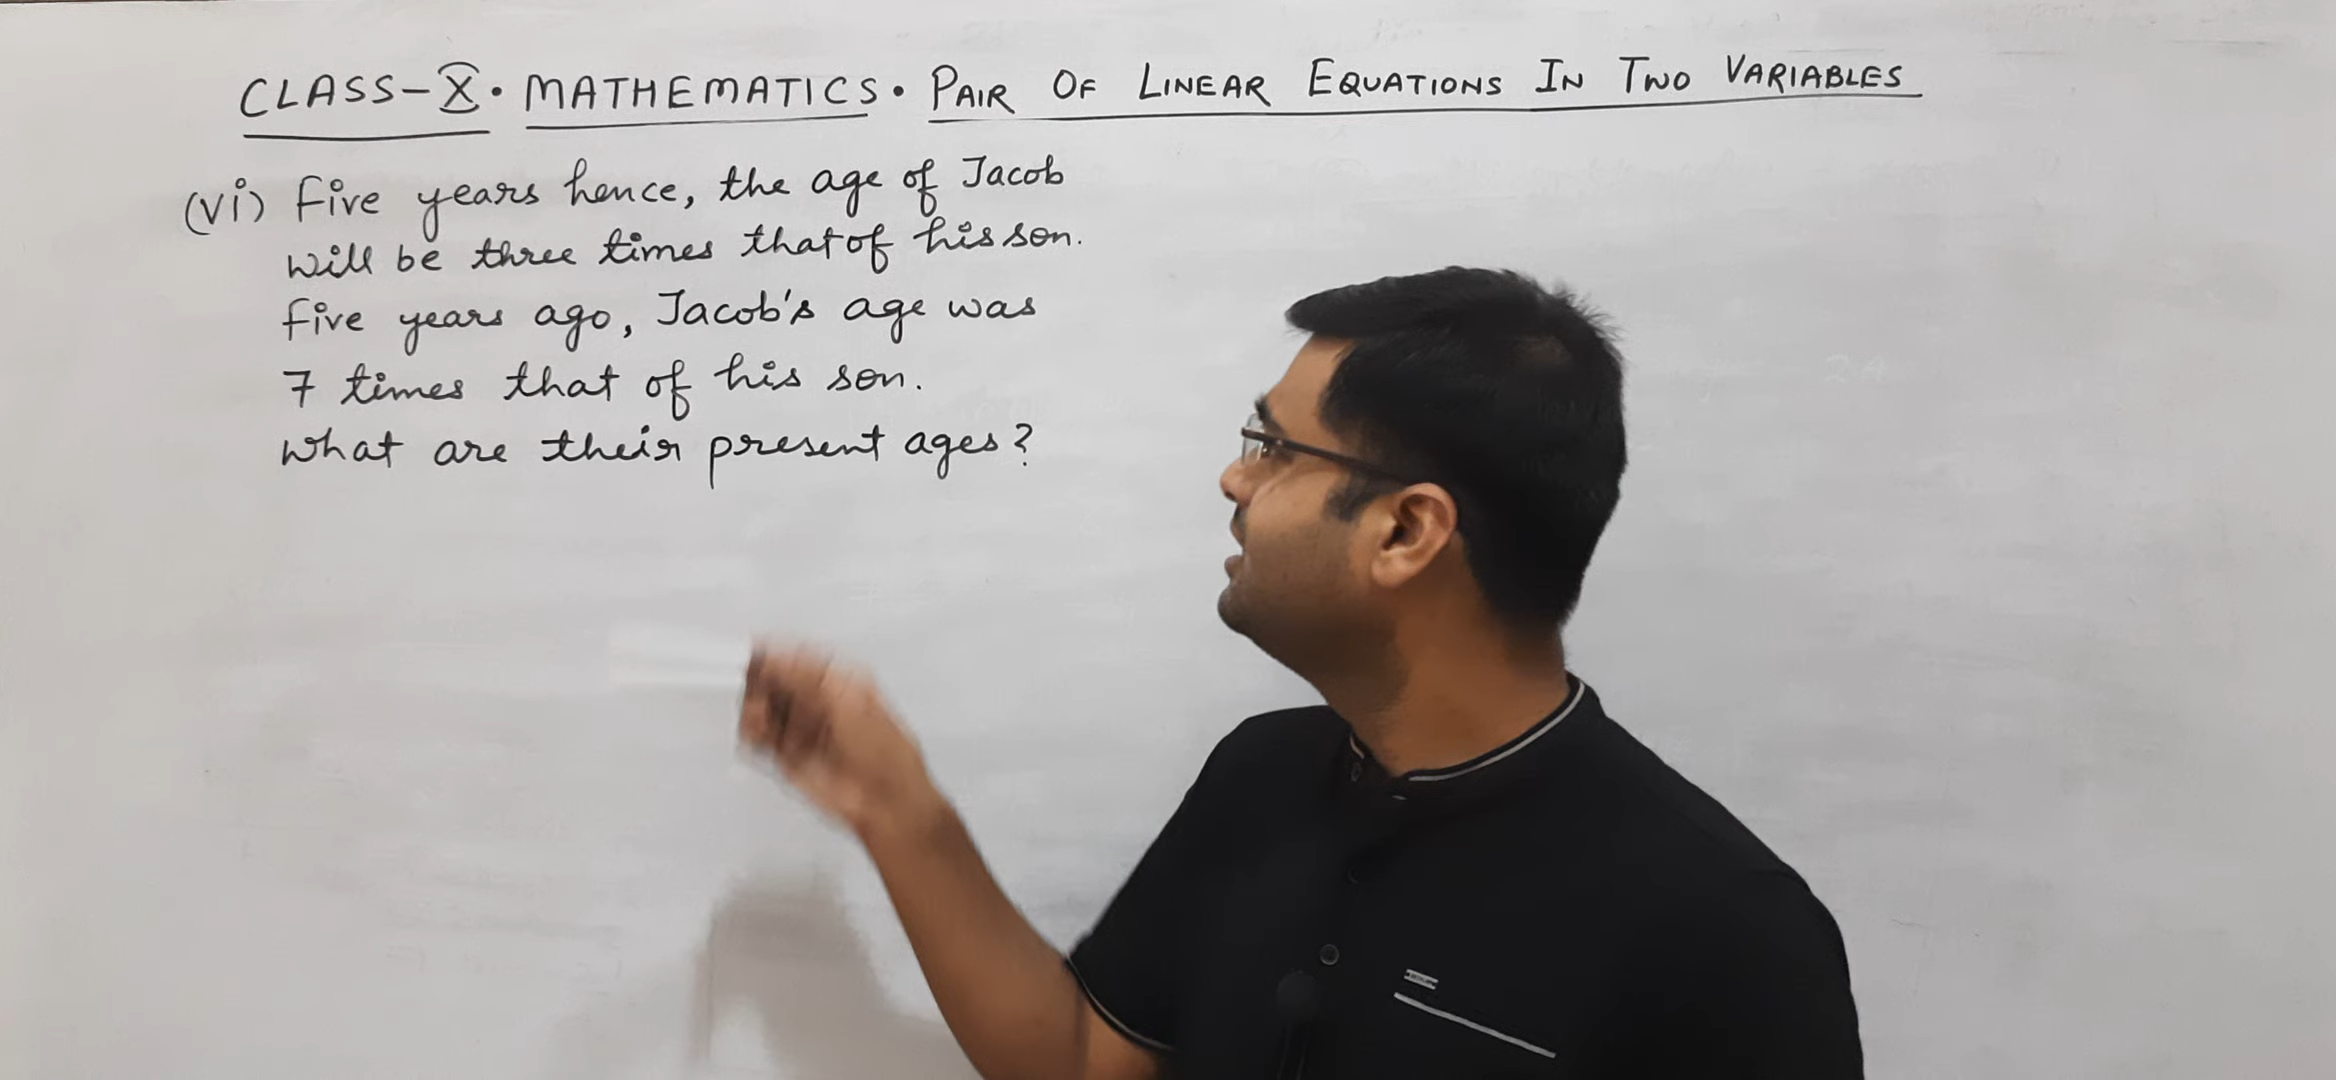 CLASS-X. MATHEMATICS. PAIR OF LINEAR EQUATIONS IN TWO VARIABLES
(vi) Five years hence, the age of Jacob
will be three times that of his son.
Five years ago, Jacob's age was
7 times that of his son.
What are their present ages?